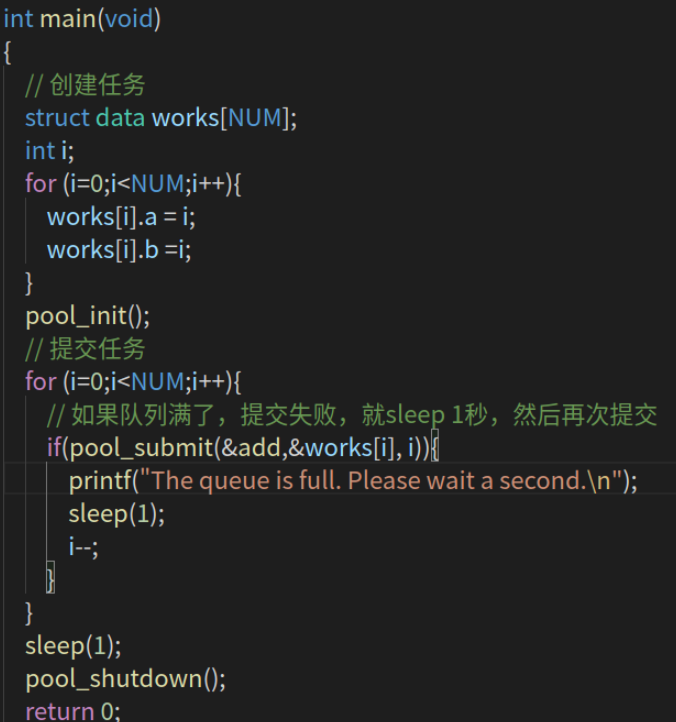 int main(void)
{
// 创建任务
struct data works[NUM];
int i;
for (i=0;i<NUM;i++){
works[i].a = i;
works[i].b =i;
}
pool_init();
// 提交任务
for (i=0;i<NUM;i++){
// 如果队列满了，提交失败，就sleep 1秒，然后再次提交
if(pool_submit(&add,&works[i], i)){
printf("The queue is full. Please wait a second.\n");
sleep(1);
i--;
}
}
sleep(1);
pool_shutdown();
return 0;